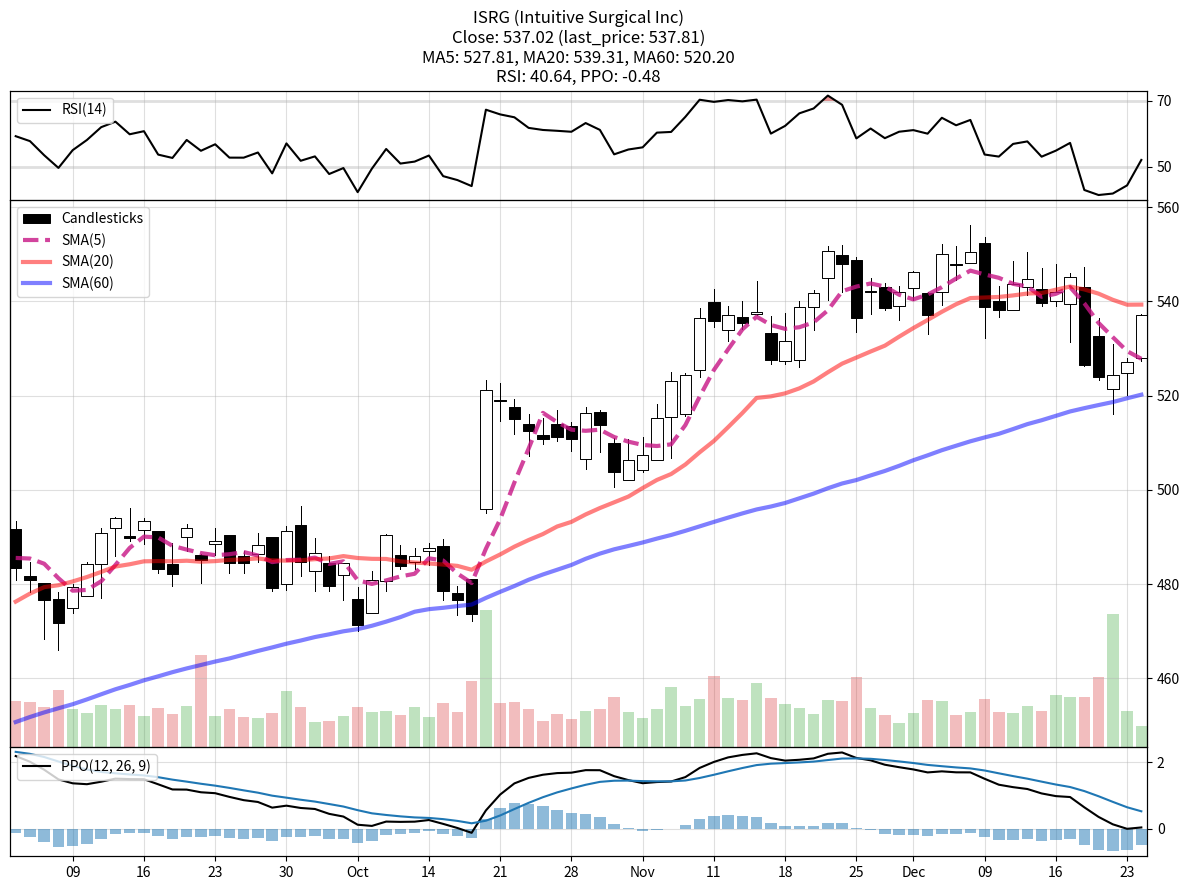 ISRG (Intuitive Surgical Inc)
Close: 537.02 (last_price: 537.81)
MA5: 527.81, MA20: 539.31, MA60: 520.20
RSI: 40.64, PPO: -0.48
RSI(14)
70
50
Candlesticks
SMA(5)
SMA(20)
SMA(60)
560
540
520
500
480
460
PPO(12, 26, 9)
2
0
09 16 23 30 Oct 14 21 28 Nov 11 18 25 Dec 09 16 23